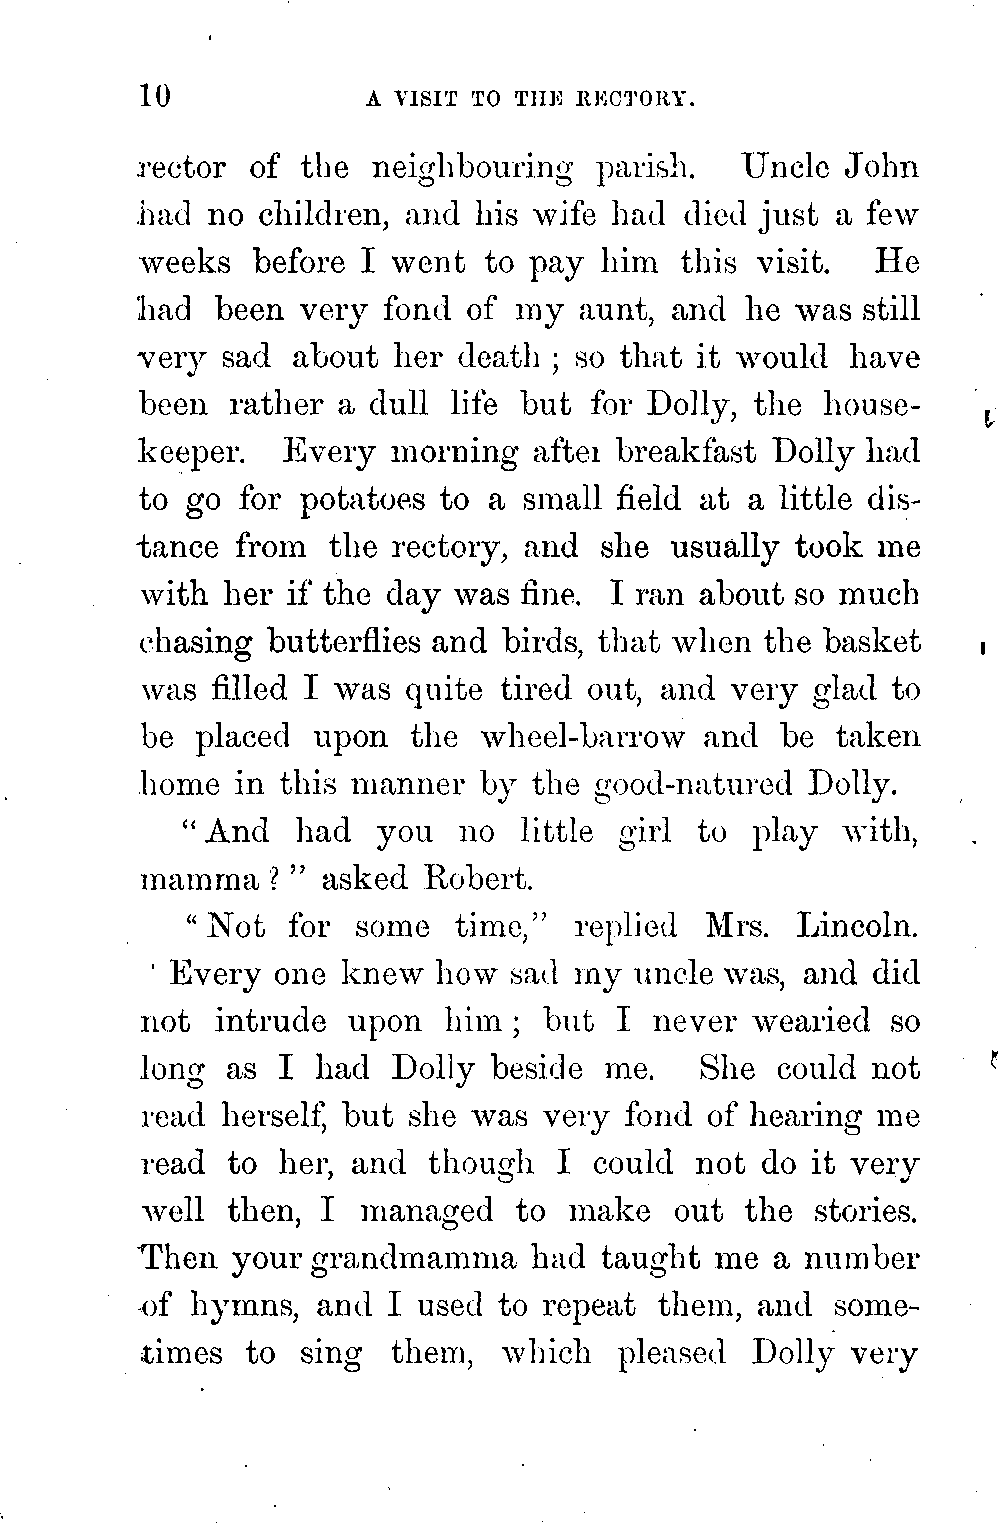 10 A VISIT TO THE RECTORY.
rector of the neighbouring parish. Uncle John
had no children, and his wife had died just a few
weeks before I went to pay him this visit. He
had been very fond of my aunt, and he was still
very sad about her death ; so that it would have
been rather a dull life but for Dolly, the house-
keeper. Every morning after breakfast Dolly had
to go for potatoes to a small field at a little dis-
tance from the rectory, and she usually took me
with her if the day was fine. I ran about so much
chasing butterflies and birds, that when the basket
was filled I was quite tired out, and very glad to
be placed upon the wheel-barrow and be taken
home in this manner by the good-natured Dolly.
“ And had you no little girl to play with,
mamma ? ” asked Robert.
“ Not for some time,” replied Mrs. Lincoln.
' Every one knew how sad my uncle was, and did
not intrude upon him ; but I never wearied so
long as I had Dolly beside me. She could not
read herself, but she was very fond of hearing me
read to her, and though I could not do it very
well then, I managed to make out the stories.
Then your grandmamma had taught me a number
of hymns, and I used to repeat them, and some-
times to sing them, which pleased Dolly very